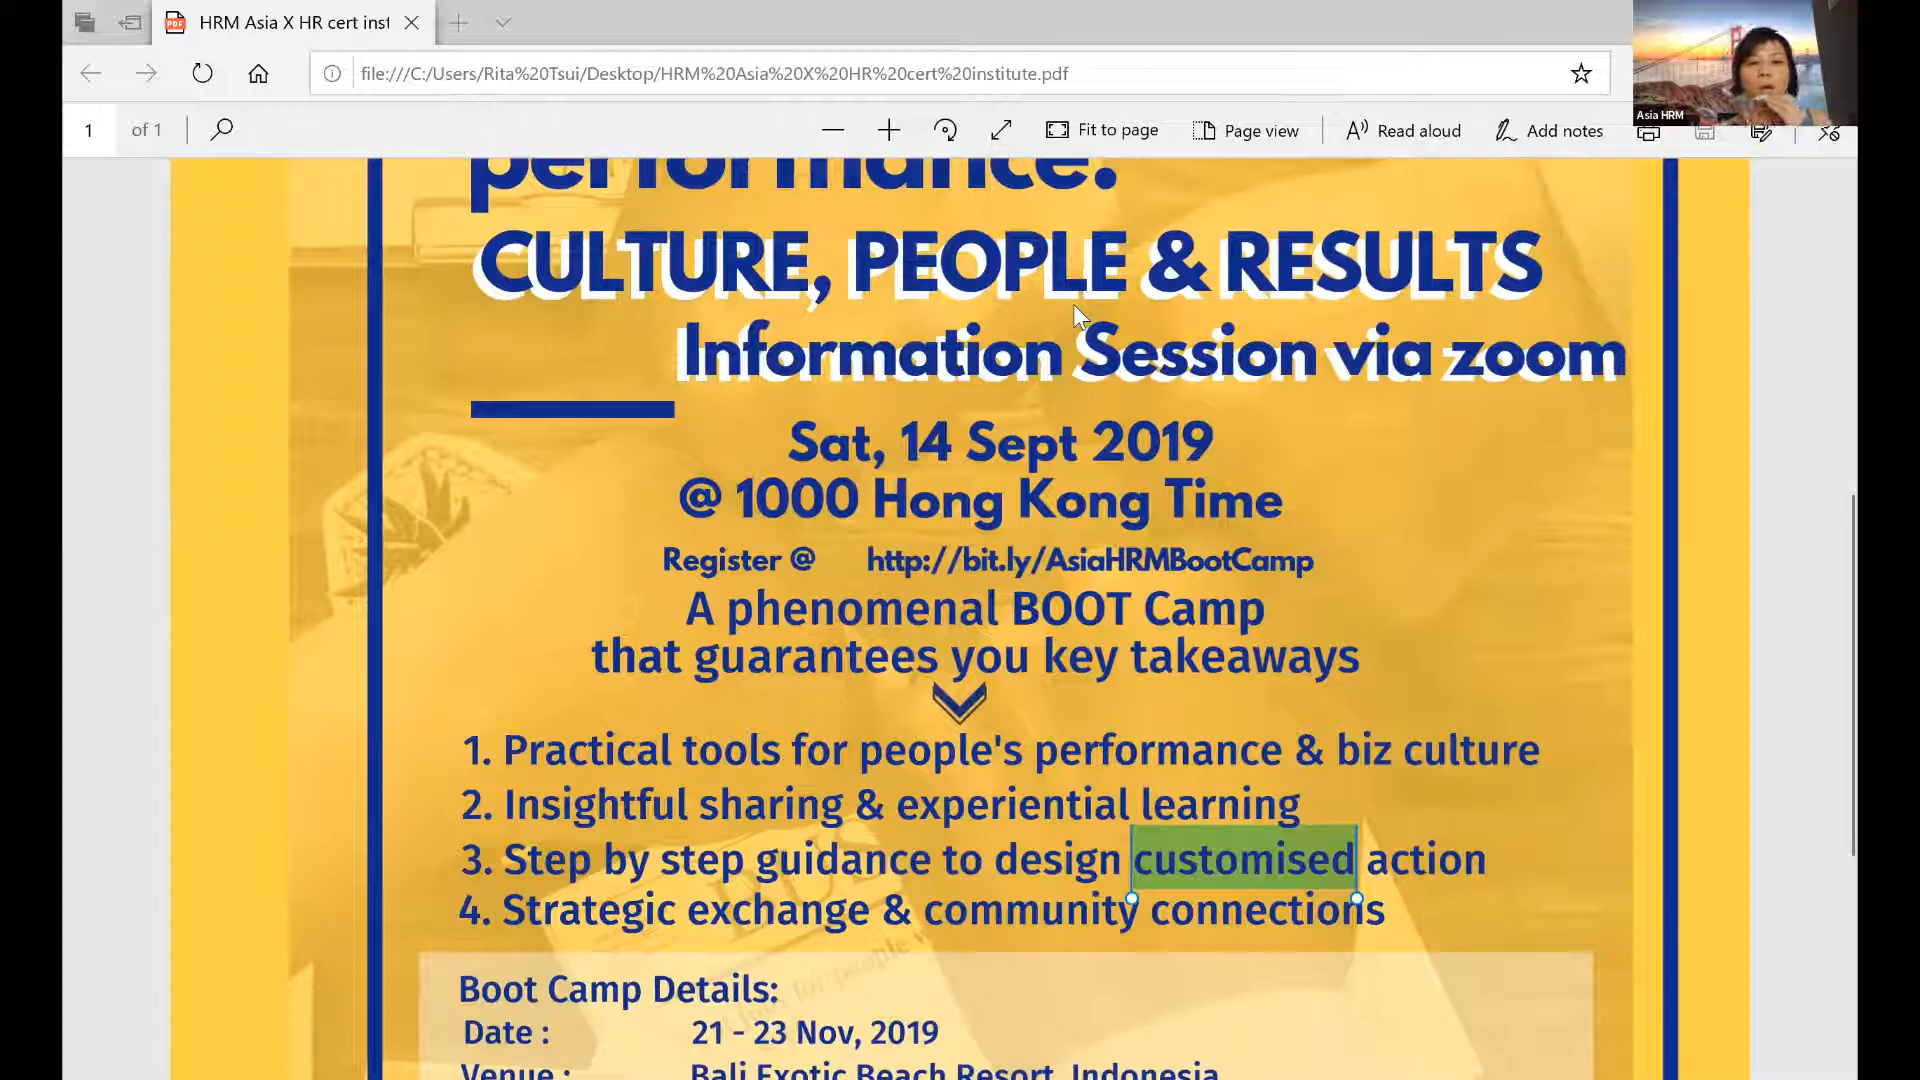 HRM Asia X HR cert inst
file:///C:/Users/Rita%20Tsui/Desktop/HRM%20Asia%20X%20HR%20cert%20institute.pdf
Asia HRM
1 of 1
Fit to page
Page view
Read aloud
Add notes
performance:
CULTURE, PEOPLE & RESULTS
Information Session via zoom
Sat, 14 Sept 2019
@ 1000 Hong Kong Time
Register @ http://bit.ly/AsiaHRMBootCamp
A phenomenal BOOT Camp
that guarantees you key takeaways
1. Practical tools for people's performance & biz culture
2. Insightful sharing & experiential learning
3. Step by step guidance to design customised action
4. Strategic exchange & community connections
Boot Camp Details:
Date : 21 - 23 Nov, 2019
Venue : Bali Exotic Beach Resort, Indonesia